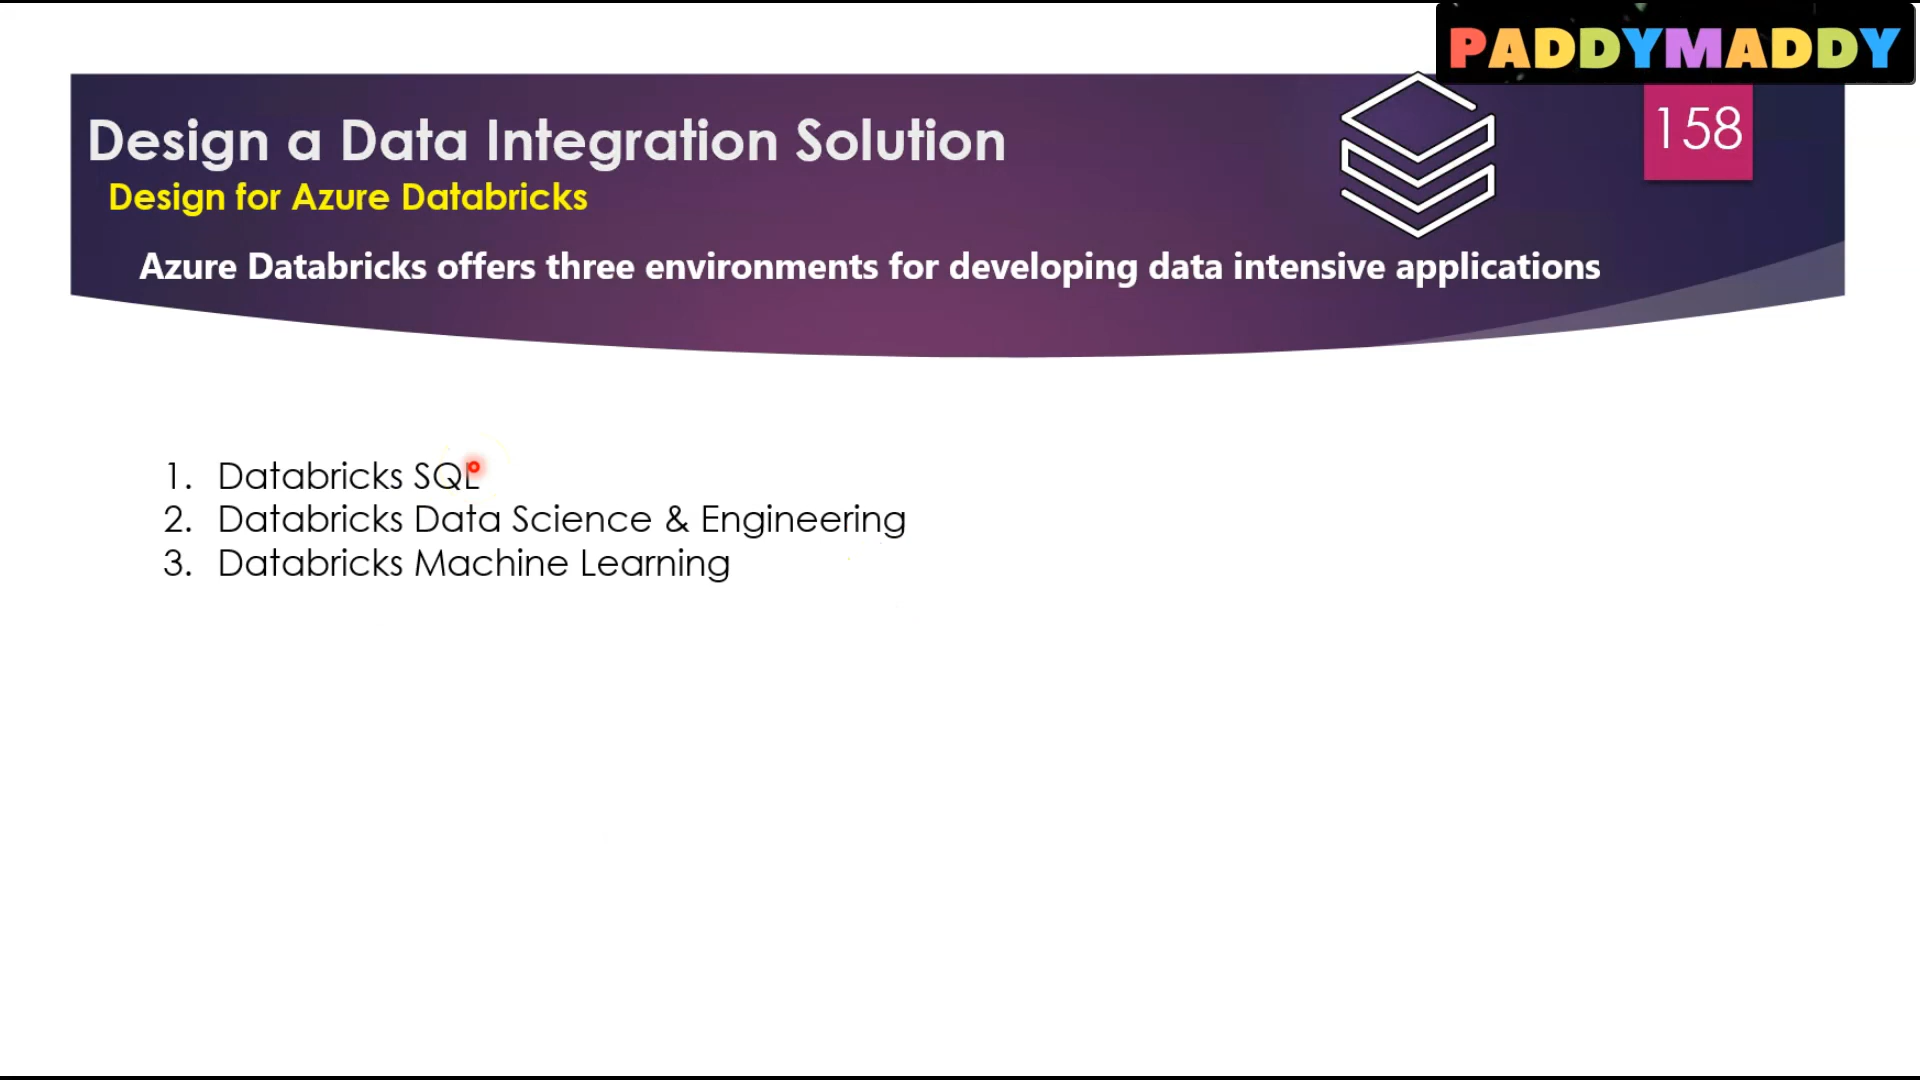 PADDYMADDY
158
Design a Data Integration Solution
Design for Azure Databricks
Azure Databricks offers three environments for developing data intensive applications
1. Databricks SQL
2. Databricks Data Science & Engineering
3. Databricks Machine Learning